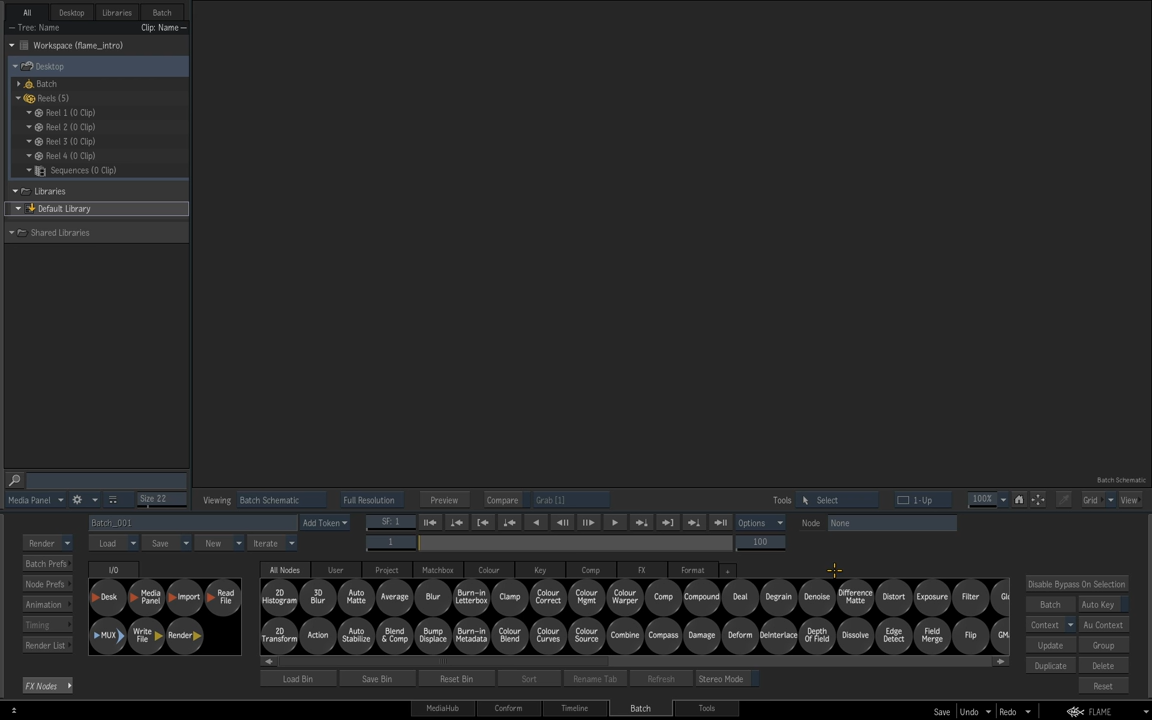 All Desktop Libraries Batch
Tree: Name Clip: Name
Workspace (flame_intro)
Desktop
Batch
Reels (5)
Reel 1 (0 Clip)
Reel 2 (0 Clip)
Reel 3 (0 Clip)
Reel 4 (0 Clip)
Sequences (0 Clip)
Libraries
Default Library
Shared Libraries
Batch Schematic
Media Panel Size 22 Viewing Batch Schematic Full Resolution Preview Compare Grab [1] Tools Select 1-Up 100% Grid View
Batch_001 Add Token SF: 1 Options Node None
Render Load Save New Iterate 1 100
Batch Prefs
I/O All Nodes User Project Matchbox Colour Key Comp FX Format +
Node Prefs Disable Bypass On Selection
Desk Media Panel Import Read File 2D Histogram 3D Blur Auto Matte Average Blur Burn-in Letterbox Clamp Colour Correct Colour Mgmt Colour Warper Comp Compound Deal Degrain Denoise Difference Matte Distort Exposure Filter
Animation Batch Auto Key
Timing Context Au Context
MUX Write File Render 2D Transform Action Auto Stabilize Blend & Comp Bump Displace Burn-in Metadata Colour Blend Colour Curves Colour Source Combine Compass Damage Deform DeInterlace Depth Of Field Dissolve Edge Detect Field Merge Flip
Render List Update Group
Duplicate Delete
FX Nodes Load Bin Save Bin Reset Bin Sort Rename Tab Refresh Stereo Mode Reset
MediaHub Conform Timeline Batch Tools Save Undo Redo FLAME